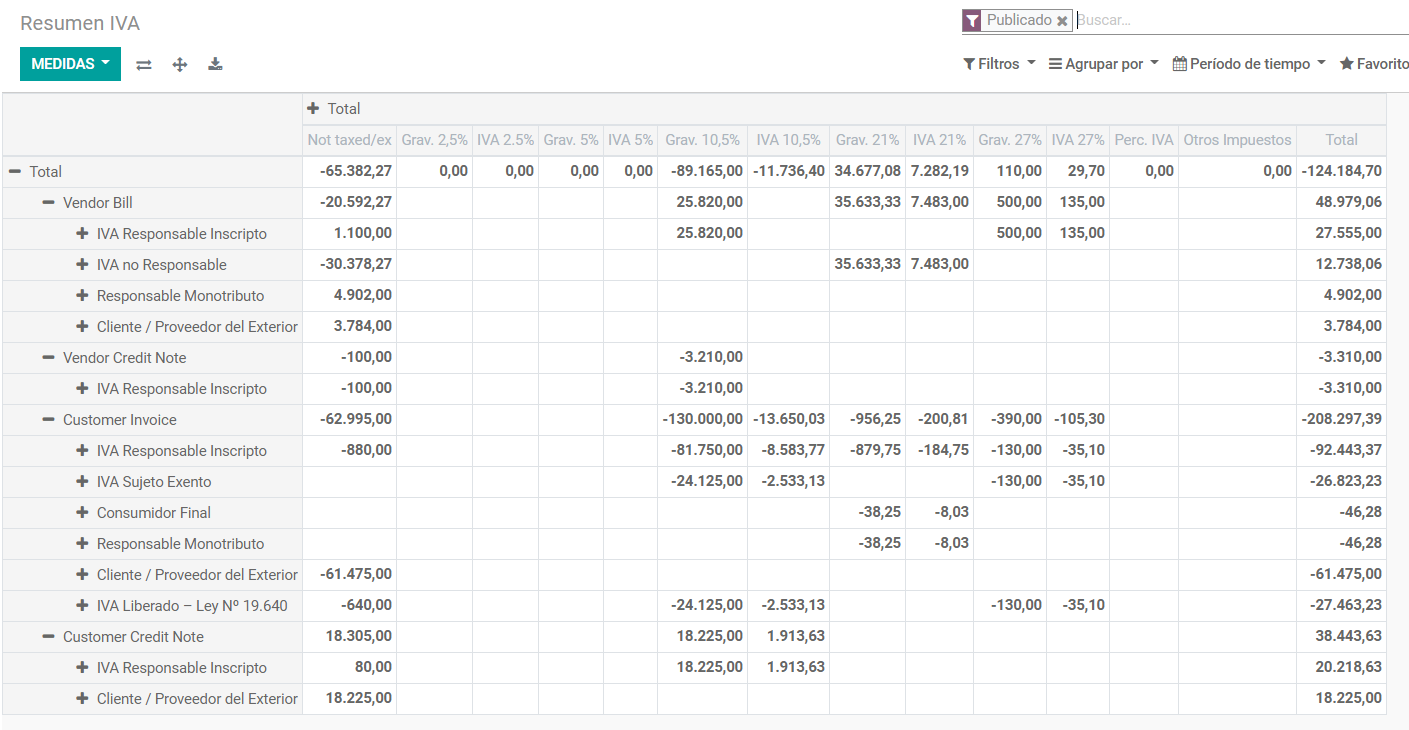 Resumen IVA
Publicado
Buscar...
MEDIDAS
Filtros Agrupar por Período de tiempo Favorito
Total
Not taxed/ex Grav. 2,5% IVA 2.5% Grav. 5% IVA 5% Grav. 10,5% IVA 10,5% Grav. 21% IVA 21% Grav. 27% IVA 27% Perc. IVA Otros Impuestos Total
Total -65.382,27 0,00 0,00 0,00 0,00 -89.165,00 -11.736,40 34.677,08 7.282,19 110,00 29,70 0,00 0,00 -124.184,70
Vendor Bill -20.592,27 25.820,00 35.633,33 7.483,00 500,00 135,00 48.979,06
IVA Responsable Inscripto 1.100,00 25.820,00 500,00 135,00 27.555,00
IVA no Responsable -30.378,27 35.633,33 7.483,00 12.738,06
Responsable Monotributo 4.902,00 4.902,00
Cliente / Proveedor del Exterior 3.784,00 3.784,00
Vendor Credit Note -100,00 -3.210,00 -3.310,00
IVA Responsable Inscripto -100,00 -3.210,00 -3.310,00
Customer Invoice -62.995,00 -130.000,00 -13.650,03 -956,25 -200,81 -390,00 -105,30 -208.297,39
IVA Responsable Inscripto -880,00 -81.750,00 -8.583,77 -879,75 -184,75 -130,00 -35,10 -92.443,37
IVA Sujeto Exento -24.125,00 -2.533,13 -130,00 -35,10 -26.823,23
Consumidor Final -38,25 -8,03 -46,28
Responsable Monotributo -38,25 -8,03 -46,28
Cliente / Proveedor del Exterior -61.475,00 -61.475,00
IVA Liberado – Ley Nº 19.640 -640,00 -24.125,00 -2.533,13 -130,00 -35,10 -27.463,23
Customer Credit Note 18.305,00 18.225,00 1.913,63 38.443,63
IVA Responsable Inscripto 80,00 18.225,00 1.913,63 20.218,63
Cliente / Proveedor del Exterior 18.225,00 18.225,00